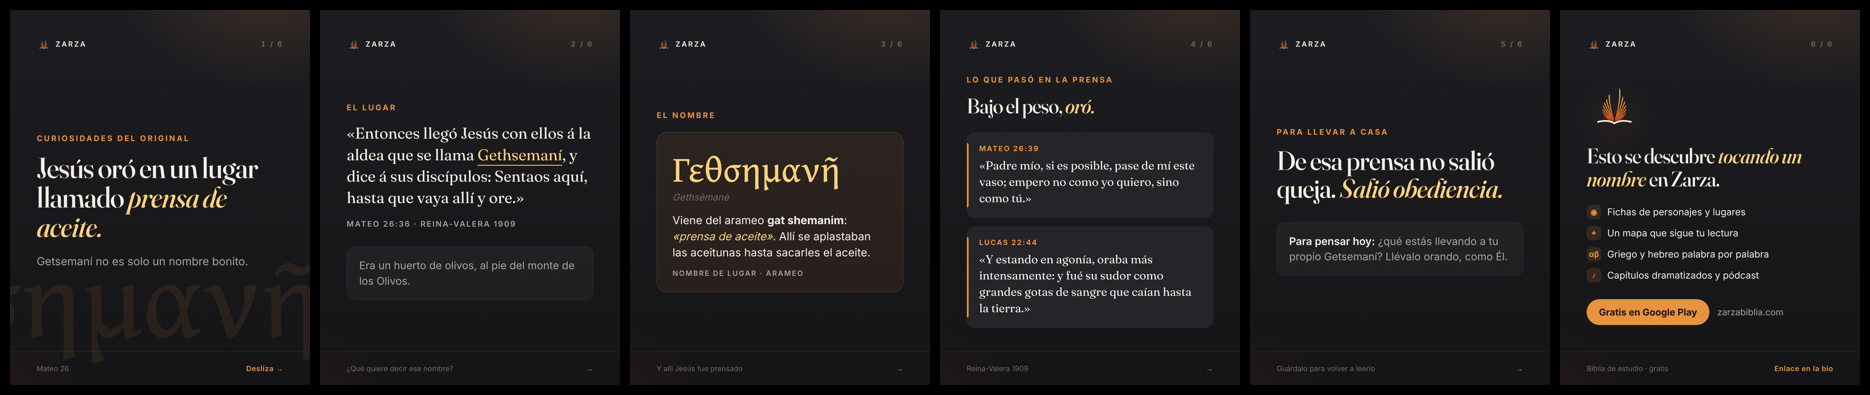 ZARZA
1 / 6
CURIOSIDADES DEL ORIGINAL
Jesús oró en un lugar
llamado prensa de
aceite.
Getsemaní no es solo un nombre bonito.
σημανῆ
Mateo 26
Desliza →
ZARZA
2 / 6
EL LUGAR
«Entonces llegó Jesús con ellos á la
aldea que se llama Gethsemaní, y
dice á sus discípulos: Sentaos aquí,
hasta que vaya allí y ore.»
MATEO 26:36 · REINA-VALERA 1909
Era un huerto de olivos, al pie del monte de
los Olivos.
¿Qué quiere decir ese nombre?
→
ZARZA
3 / 6
EL NOMBRE
Γεθσημανῆ
Gethsémané
Viene del arameo gat shemanim:
«prensa de aceite». Allí se aplastaban
las aceitunas hasta sacarles el aceite.
NOMBRE DE LUGAR · ARAMEO
Y allí Jesús fue prensado
→
ZARZA
4 / 6
LO QUE PASÓ EN LA PRENSA
Bajo el peso, oró.
MATEO 26:39
«Padre mío, si es posible, pase de mí este
vaso; empero no como yo quiero, sino
como tú.»
LUCAS 22:44
«Y estando en agonía, oraba más
intensamente: y fué su sudor como
grandes gotas de sangre que caían hasta
la tierra.»
Reina-Valera 1909
→
ZARZA
5 / 6
PARA LLEVAR A CASA
De esa prensa no salió
queja. Salió obediencia.
Para pensar hoy: ¿qué estás llevando a tu
propio Getsemaní? Llévalo orando, como Él.
Guárdalo para volver a leerlo
→
ZARZA
6 / 6
Esto se descubre tocando un
nombre en Zarza.
Fichas de personajes y lugares
Un mapa que sigue tu lectura
αβ Griego y hebreo palabra por palabra
♪ Capítulos dramatizados y pódcast
Gratis en Google Play
zarzabiblia.com
Biblia de estudio · gratis
Enlace en la bio